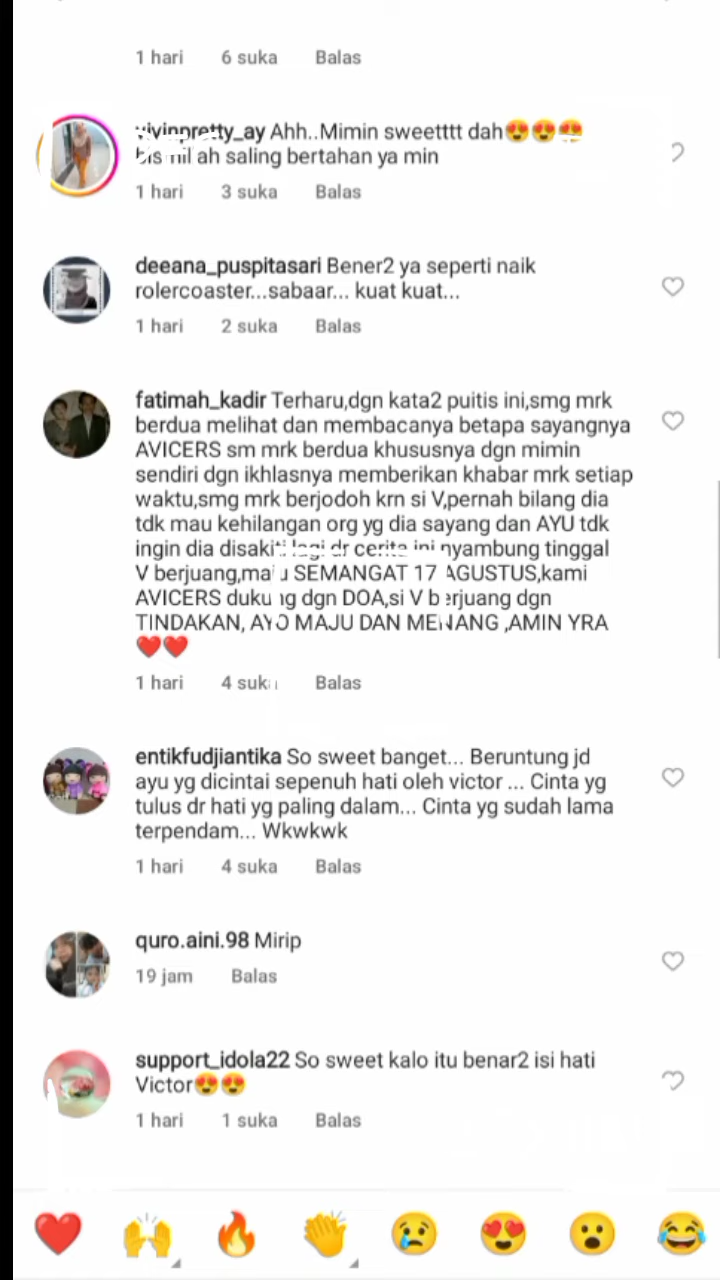 1 hari 6 suka Balas
vivinpretty_ay Ahh..Mimin sweetttt dah😍😍😍
ah saling bertahan ya min
1 hari 3 suka Balas
deeana_puspitasari Bener2 ya seperti naik
rolercoaster...sabaar... kuat kuat...
1 hari 2 suka Balas
fatimah_kadir Terharu,dgn kata2 puitis ini,smg mrk
berdua melihat dan membacanya betapa sayangnya
AVICERS sm mrk berdua khususnya dgn mimin
sendiri dgn ikhlasnya memberikan khabar mrk setiap
waktu,smg mrk berjodoh krn si V,pernah bilang dia
tdk mau kehilangan org yg dia sayang dan AYU tdk
ingin dia disakiti lagi dr cerita ini nyambung tinggal
V berjuang,maju SEMANGAT 17 AGUSTUS,kami
AVICERS dukung dgn DOA,si V berjuang dgn
TINDAKAN, AYO MAJU DAN MENANG ,AMIN YRA
❤️❤️
1 hari 4 suka Balas
entikfudjiantika So sweet banget... Beruntung jd
ayu yg dicintai sepenuh hati oleh victor ... Cinta yg
tulus dr hati yg paling dalam... Cinta yg sudah lama
terpendam... Wkwkwk
1 hari 4 suka Balas
quro.aini.98 Mirip
19 jam Balas
support_idola22 So sweet kalo itu benar2 isi hati
Victor😍😍
1 hari 1 suka Balas